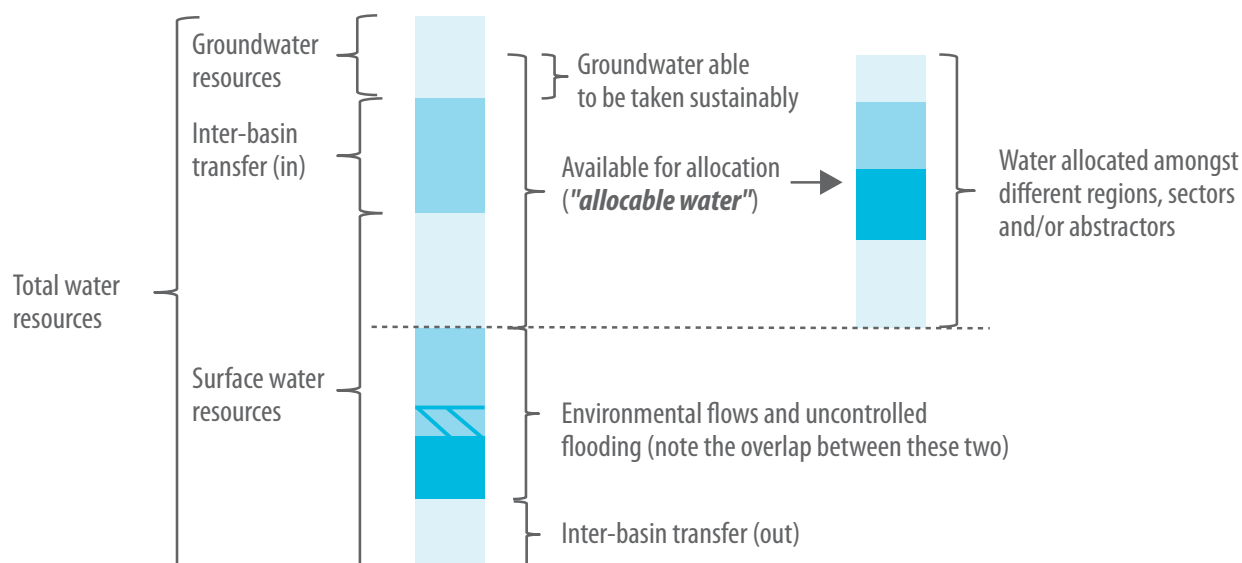 Groundwater
resources
Inter-basin
transfer (in)
Total water
resources
Surface water
resources
Groundwater able
to be taken sustainably
Available for allocation
("allocable water")
Environmental flows and uncontrolled
flooding (note the overlap between these two)
Inter-basin transfer (out)
Water allocated amongst
different regions, sectors
and/or abstractors